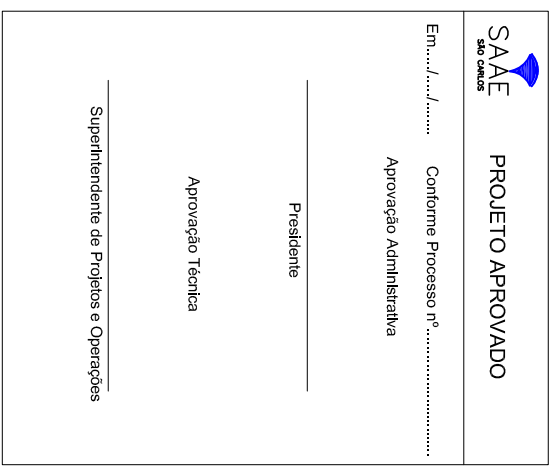 SAAE
SÃO CARLOS
PROJETO APROVADO
Em...../...../....... Conforme Processo nº................................
Aprovação Administrativa
Presidente
Aprovação Técnica
Superintendente de Projetos e Operações